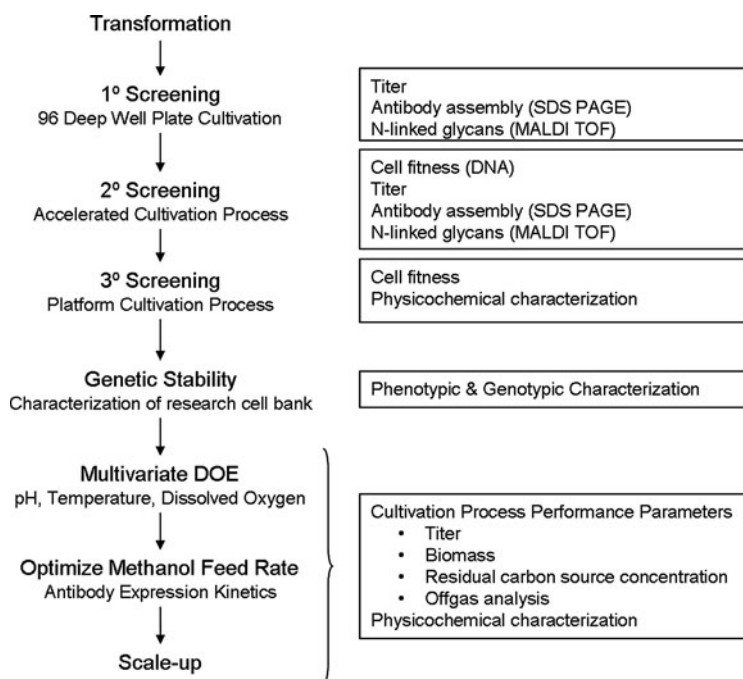 Transformation
1º Screening
96 Deep Well Plate Cultivation
Titer
Antibody assembly (SDS PAGE)
N-linked glycans (MALDI TOF)
2º Screening
Accelerated Cultivation Process
Cell fitness (DNA)
Titer
Antibody assembly (SDS PAGE)
N-linked glycans (MALDI TOF)
3º Screening
Platform Cultivation Process
Cell fitness
Physicochemical characterization
Genetic Stability
Characterization of research cell bank
Phenotypic & Genotypic Characterization
Multivariate DOE
pH, Temperature, Dissolved Oxygen
Optimize Methanol Feed Rate
Antibody Expression Kinetics
Scale-up
Cultivation Process Performance Parameters
• Titer
• Biomass
• Residual carbon source concentration
• Offgas analysis
Physicochemical characterization